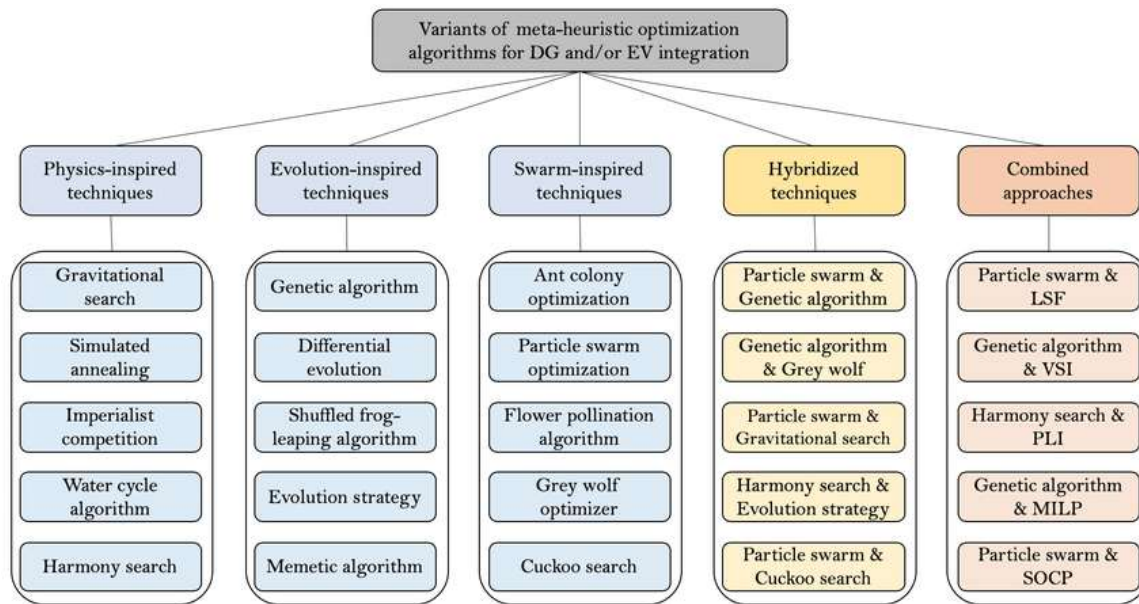 Variants of meta-heuristic optimization
algorithms for DG and/or EV integration
Physics-inspired
techniques
Evolution-inspired
techniques
Swarm-inspired
techniques
Hybridized
techniques
Combined
approaches
Gravitational
search
Simulated
annealing
Imperialist
competition
Water cycle
algorithm
Harmony search
Genetic algorithm
Differential
evolution
Shuffled frog-
leaping algorithm
Evolution strategy
Memetic algorithm
Ant colony
optimization
Particle swarm
optimization
Flower pollination
algorithm
Grey wolf
optimizer
Cuckoo search
Particle swarm &
Genetic algorithm
Genetic algorithm
& Grey wolf
Particle swarm &
Gravitational search
Harmony search &
Evolution strategy
Particle swarm &
Cuckoo search
Particle swarm &
LSF
Genetic algorithm
& VSI
Harmony search &
PLI
Genetic algorithm
& MILP
Particle swarm &
SOCP